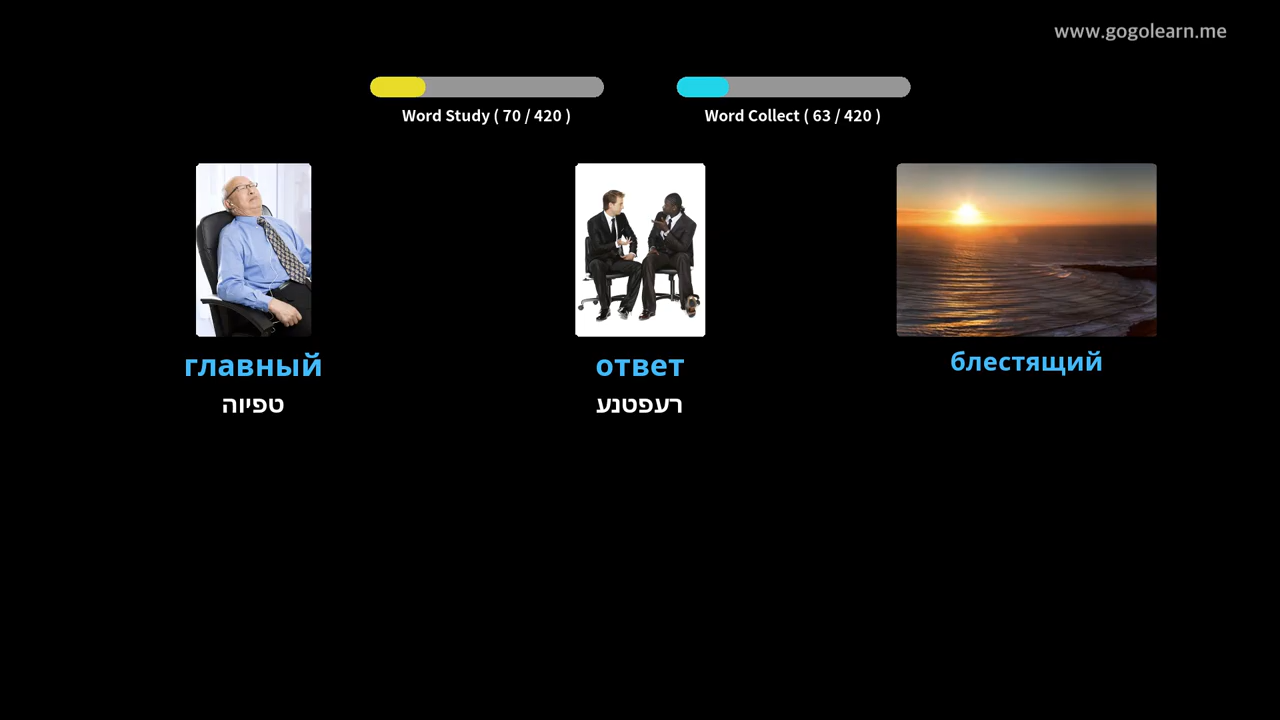 www.gogolearn.me
Word Study ( 70 / 420 )
Word Collect ( 63 / 420 )
главный
טפיוה
ответ
רעפטנע
блестящий